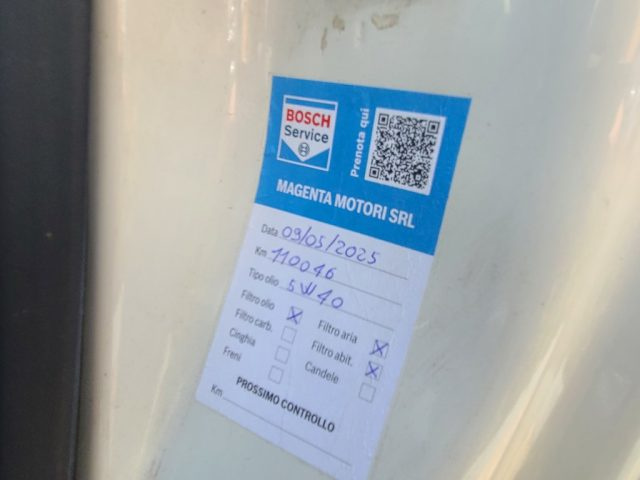 BOSCH
Service
Prenota qui
MAGENTA MOTORI SRL
Data 09/05/2025
Km 110016
Tipo olio 5W40
Filtro olio X Filtro aria X
Filtro carb. Filtro abit. X
Cinghia Candele
Freni
PROSSIMO CONTROLLO
Km